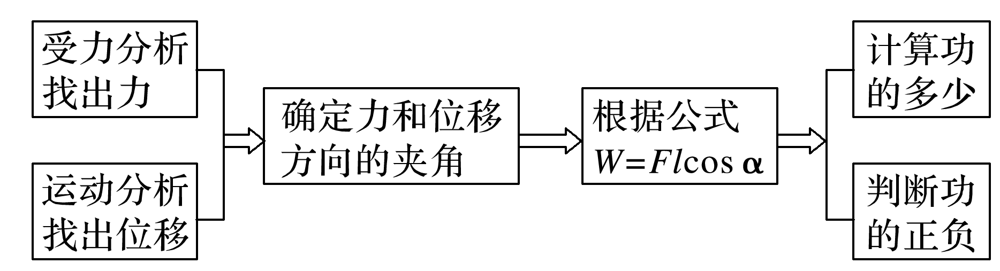 受力分析
找出力
运动分析
找出位移
确定力和位移
方向的夹角
根据公式
W=Flcos α
计算功
的多少
判断功
的正负